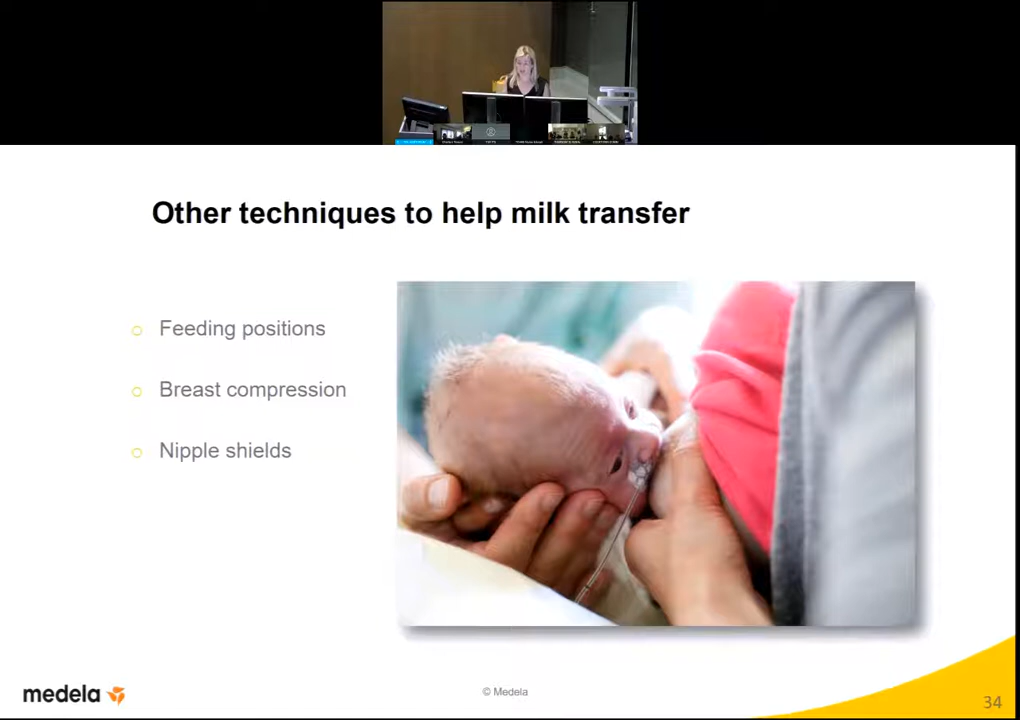 Other techniques to help milk transfer
Feeding positions
Breast compression
Nipple shields
medela
© Medela
34